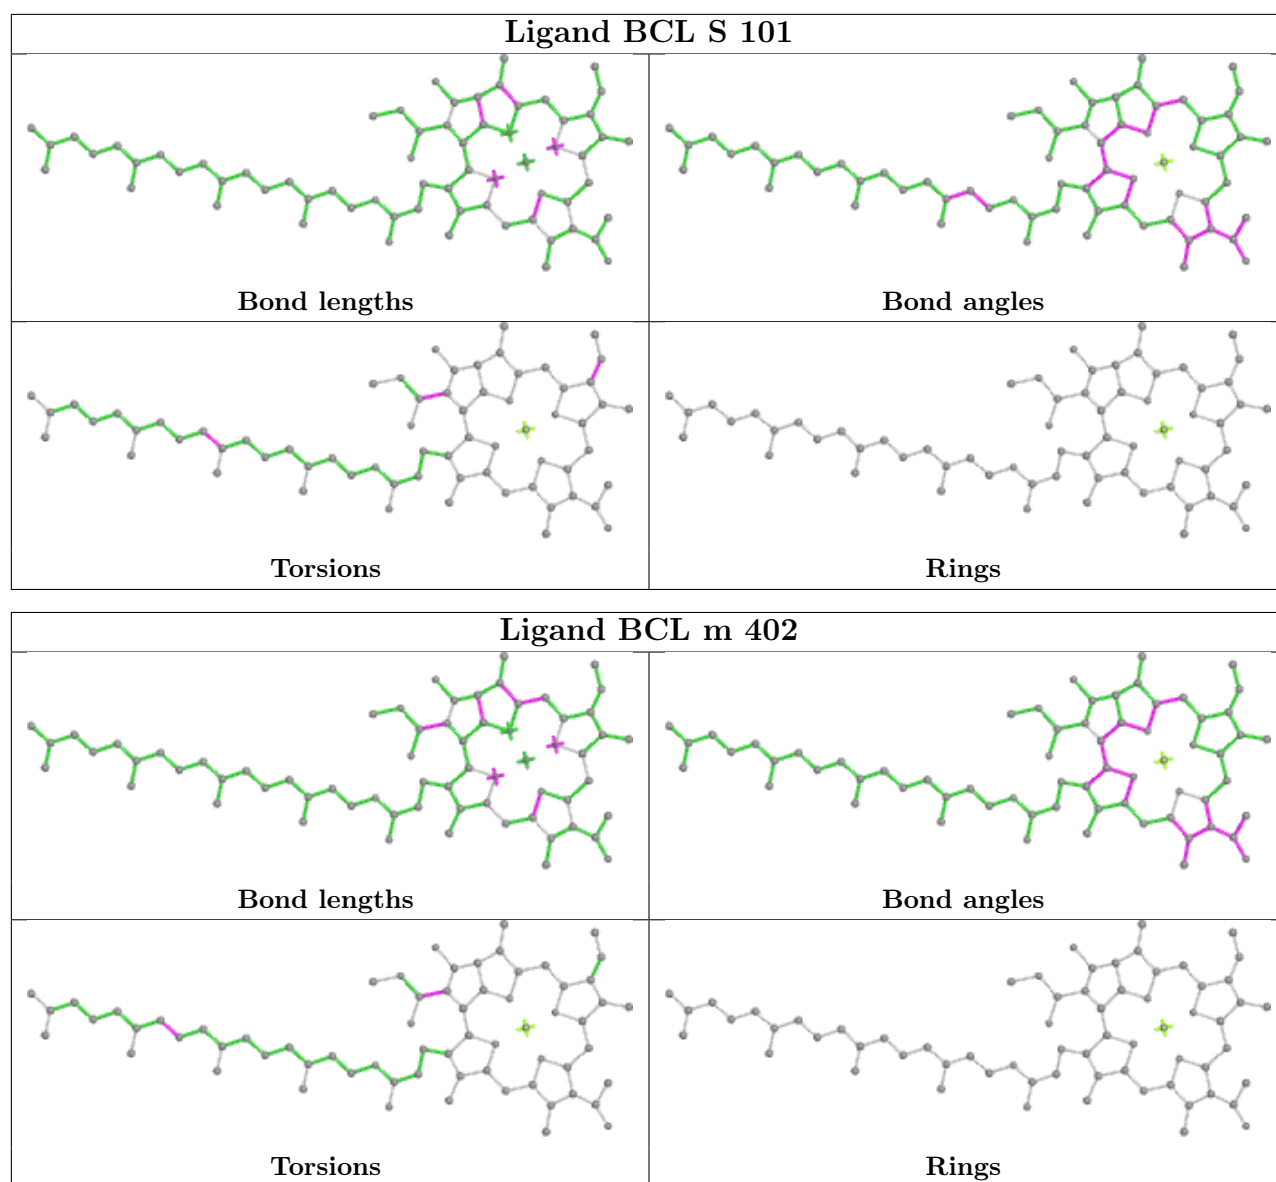 Ligand BCL S 101
Bond lengths
Bond angles
Torsions
Rings
Ligand BCL m 402
Bond lengths
Bond angles
Torsions
Rings